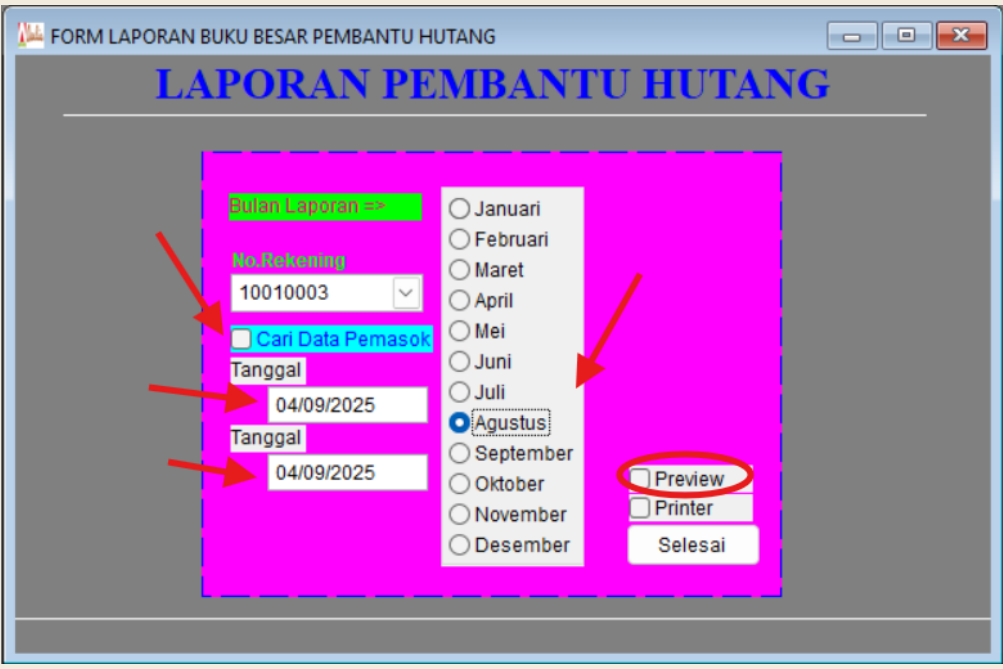 FORM LAPORAN BUKU BESAR PEMBANTU HUTANG
LAPORAN PEMBANTU HUTANG
Bulan Laporan =>
No.Rekening
10010003
Cari Data Pemasok
Tanggal
04/09/2025
Tanggal
04/09/2025
Januari
Februari
Maret
April
Mei
Juni
Juli
Agustus
September
Oktober
November
Desember
Preview
Printer
Selesai